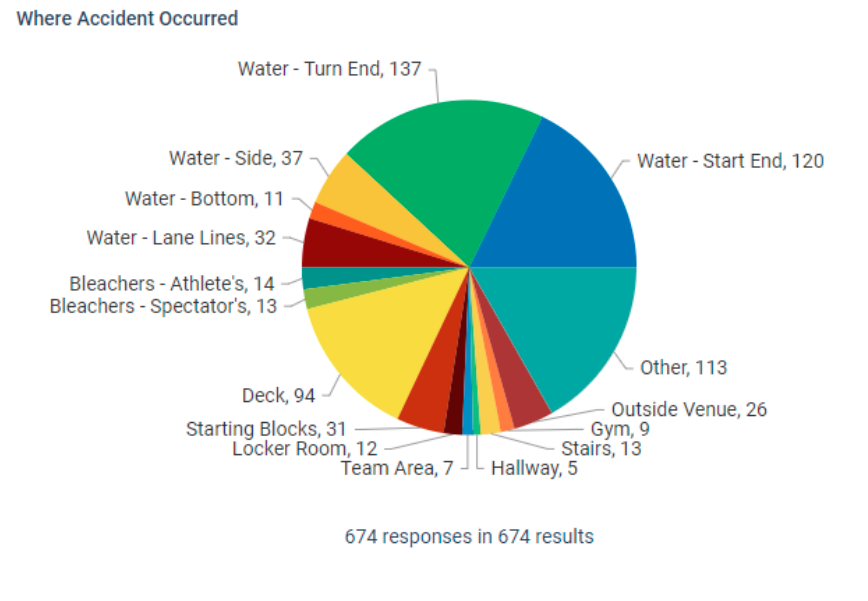 Where Accident Occurred
Water - Turn End, 137
Water - Start End, 120
Water - Side, 37
Water - Bottom, 11
Water - Lane Lines, 32
Bleachers - Athlete's, 14
Bleachers - Spectator's, 13
Other, 113
Deck, 94
Outside Venue, 26
Starting Blocks, 31
Gym, 9
Locker Room, 12
Stairs, 13
Team Area, 7
Hallway, 5
674 responses in 674 results